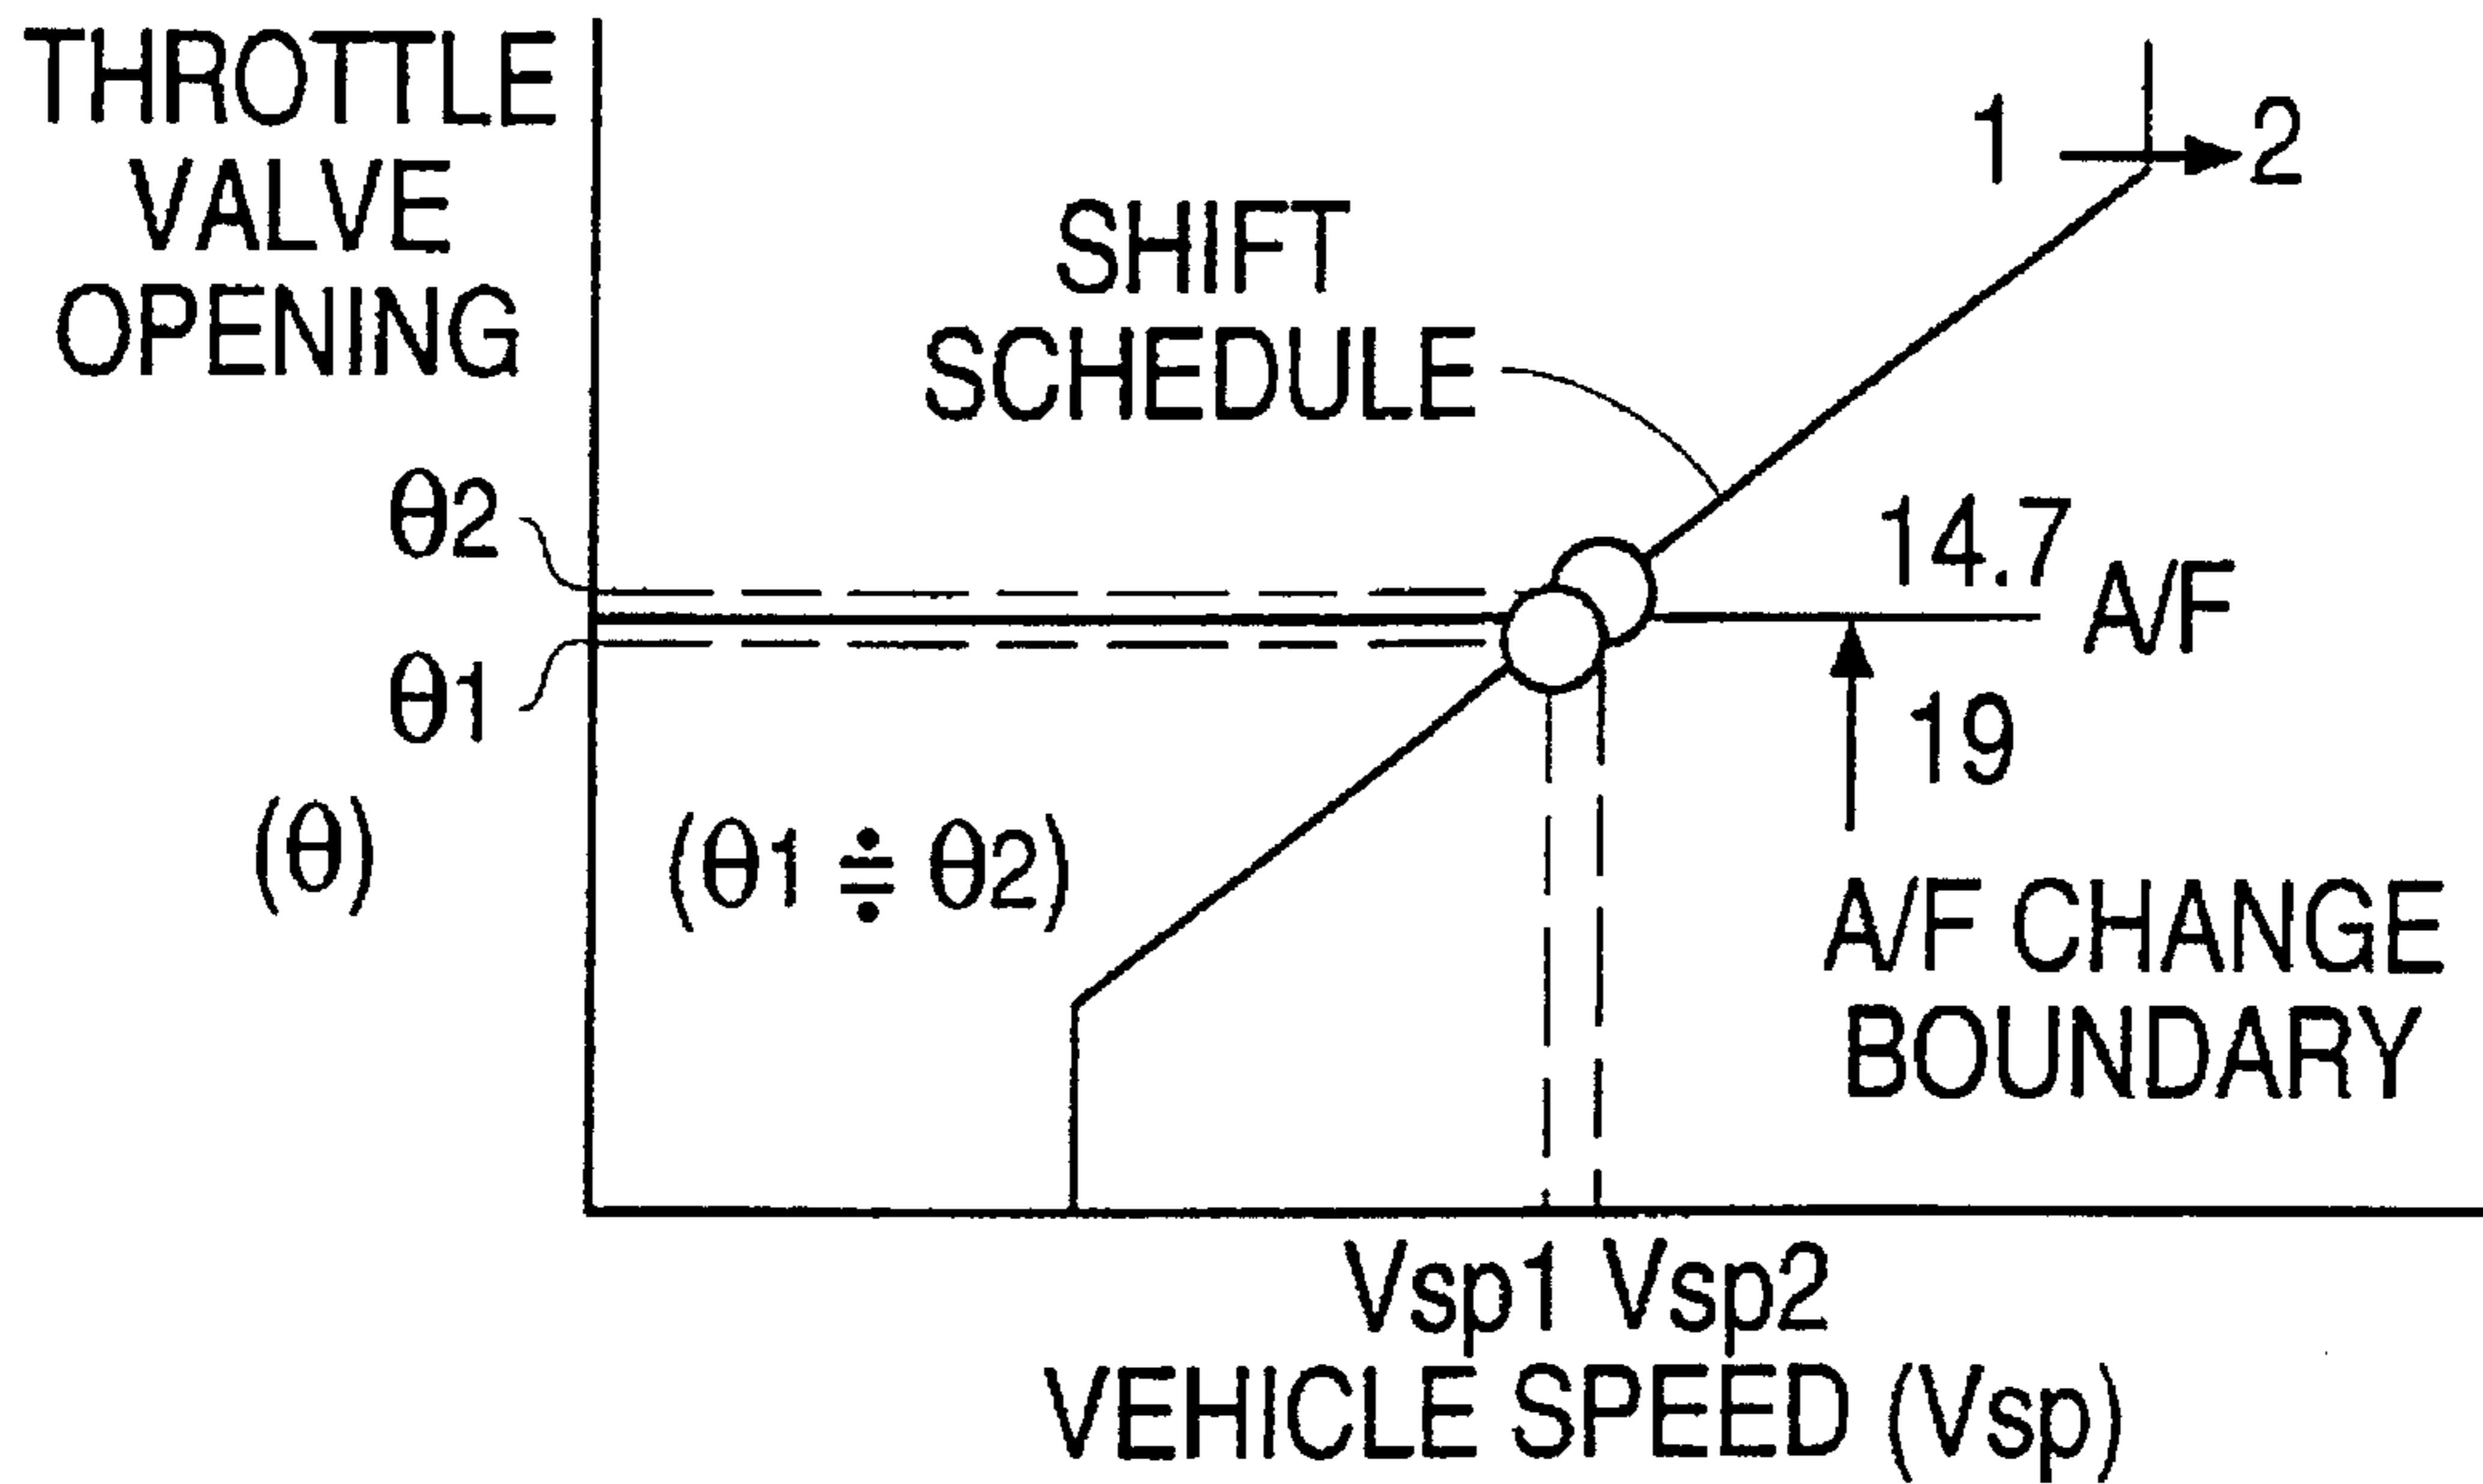 THROTTLE
VALVE
OPENING
1 2
SHIFT
SCHEDULE
θ2
14.7
A/F
θ1
19
(θ)
(θ1 ≑ θ2)
A/F CHANGE
BOUNDARY
Vsp1 Vsp2
VEHICLE SPEED (Vsp)